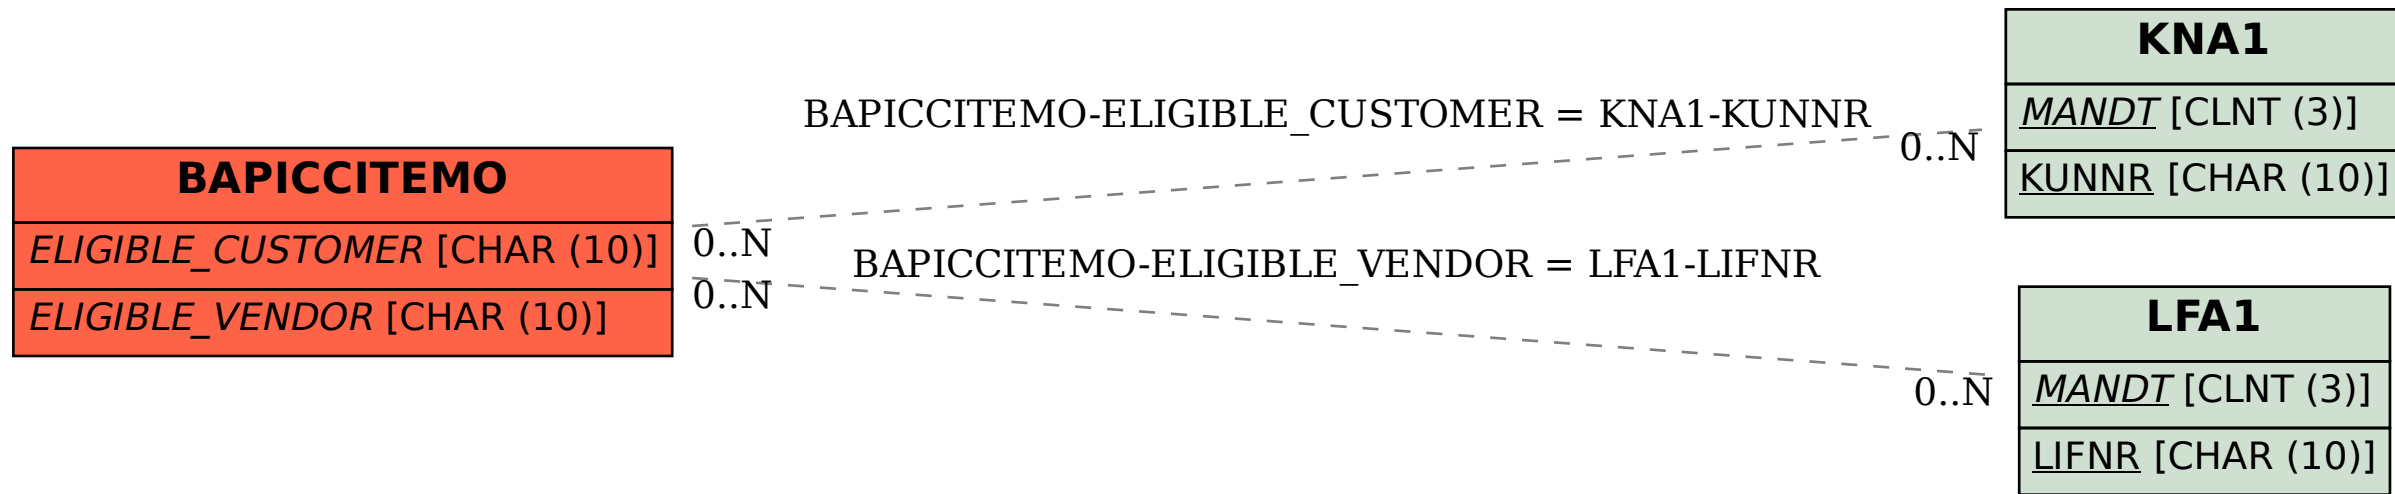 BAPICCITEMO
ELIGIBLE_CUSTOMER [CHAR (10)]
ELIGIBLE_VENDOR [CHAR (10)]
BAPICCITEMO-ELIGIBLE_CUSTOMER = KNA1-KUNNR
0..N
0..N
BAPICCITEMO-ELIGIBLE_VENDOR = LFA1-LIFNR
0..N
0..N
KNA1
MANDT [CLNT (3)]
KUNNR [CHAR (10)]
LFA1
MANDT [CLNT (3)]
LIFNR [CHAR (10)]